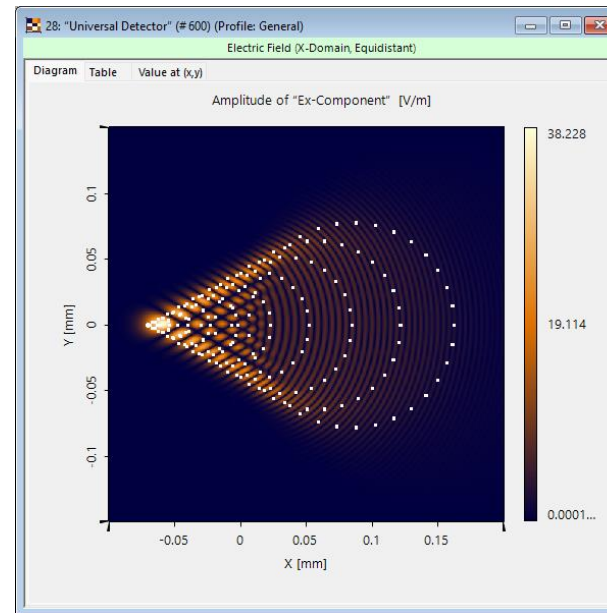 28: "Universal Detector" (# 600) (Profile: General)
Electric Field (X-Domain, Equidistant)
Diagram Table Value at (x,y)
Amplitude of "Ex-Component" [V/m]
38.228
19.114
0.0001...
0.1
0.05
0
-0.05
-0.1
Y [mm]
-0.05 0 0.05 0.1 0.15
X [mm]